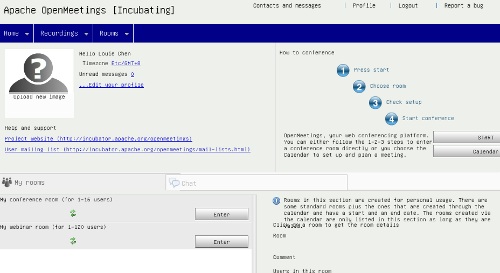 Apache OpenMeetings [Incubating]
Contacts and messages | Profile | Logout | Report a bug
Home Recordings Rooms
Hello Louie Chen
Timezone Etc/GMT+8
Unread messages 0
...Edit your profile
upload new image
Help and support
Project website (http://incubator.apache.org/openmeetings)
User mailing list (http://incubator.apache.org/openmeetings/mail-lists.html)
How to conference
1 Press start
2 Choose room
3 Check setup
4 Start conference
OpenMeetings, your web conferencing platform.
You can either follow the 1-2-3 steps to enter
a conference room directly or you choose the
Calendar to set up and plan a meeting.
Start
Calendar
My rooms
Chat
My conference room (for 1-16 users)
Enter
My webinar room (for 1-120 users)
Enter
Rooms in this section are created for personal usage. There are
some standard rooms plus the ones that are created through the
calendar and have a start and an end date. The rooms created via
the calendar are only listed in this section as long as they are
Click on a room to get the room details
Room
Comment
Users in this room